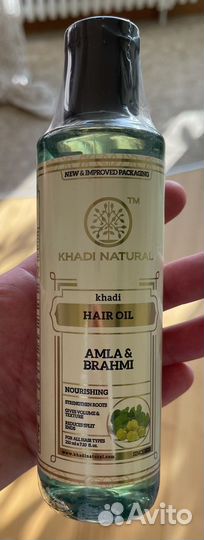 NEW & IMPROVED PACKAGING
TM
KHADI NATURAL
khadi
HAIR OIL
AMLA &
BRAHMI
NOURISHING
STRENGTHEN ROOTS
GIVES VOLUME &
TEXTURE
REDUCES SPLIT
ENDS
FOR ALL HAIR TYPES
www.khadinatural.com
Avito